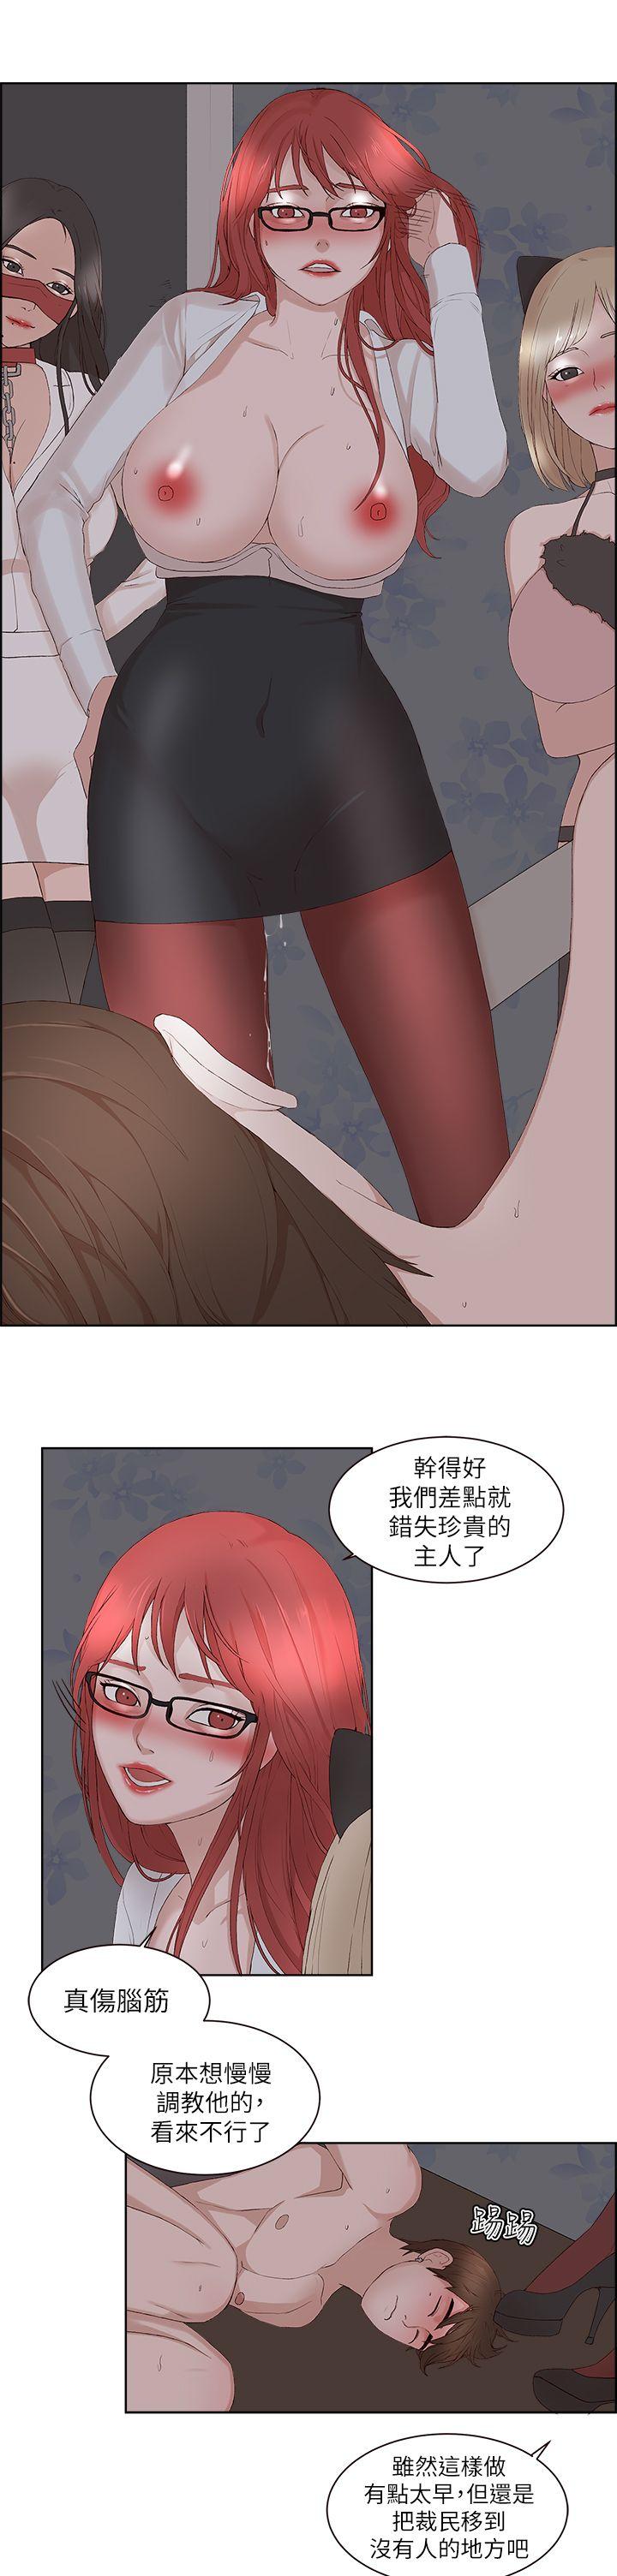 幹得好
我們差點就
錯失珍貴的
主人了
真傷腦筋
原本想慢慢
調教他的,
看來不行了
踢踢
雖然這樣做
有點太早,但還是
把裁民移到
沒有人的地方吧